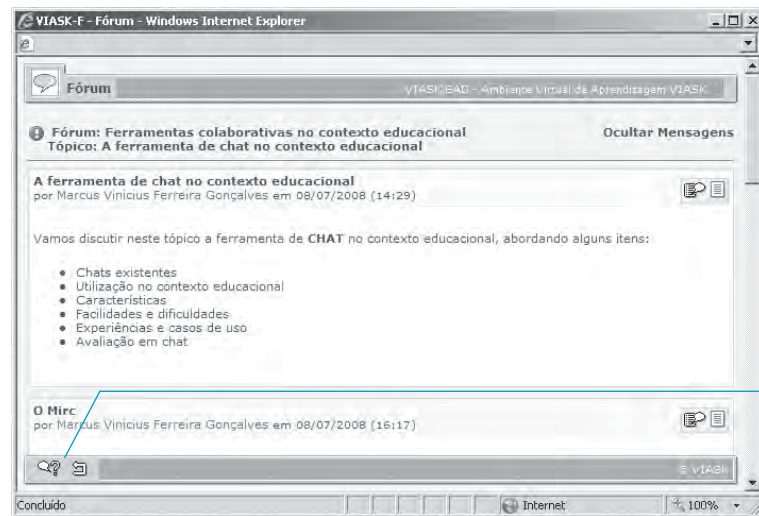 VIASK-F - Fórum - Windows Internet Explorer
Fórum
VIASK|EAD - Ambiente Virtual de Aprendizagem VIASK
Fórum: Ferramentas colaborativas no contexto educacional
Ocultar Mensagens
Tópico: A ferramenta de chat no contexto educacional
A ferramenta de chat no contexto educacional
por Marcus Vinicius Ferreira Gonçalves em 08/07/2008 (14:29)
Vamos discutir neste tópico a ferramenta de CHAT no contexto educacional, abordando alguns itens:
• Chats existentes
• Utilização no contexto educacional
• Características
• Facilidades e dificuldades
• Experiências e casos de uso
• Avaliação em chat
O Mirc
por Marcus Vinicius Ferreira Gonçalves em 08/07/2008 (16:17)
VIASK
Concluído
Internet
100%